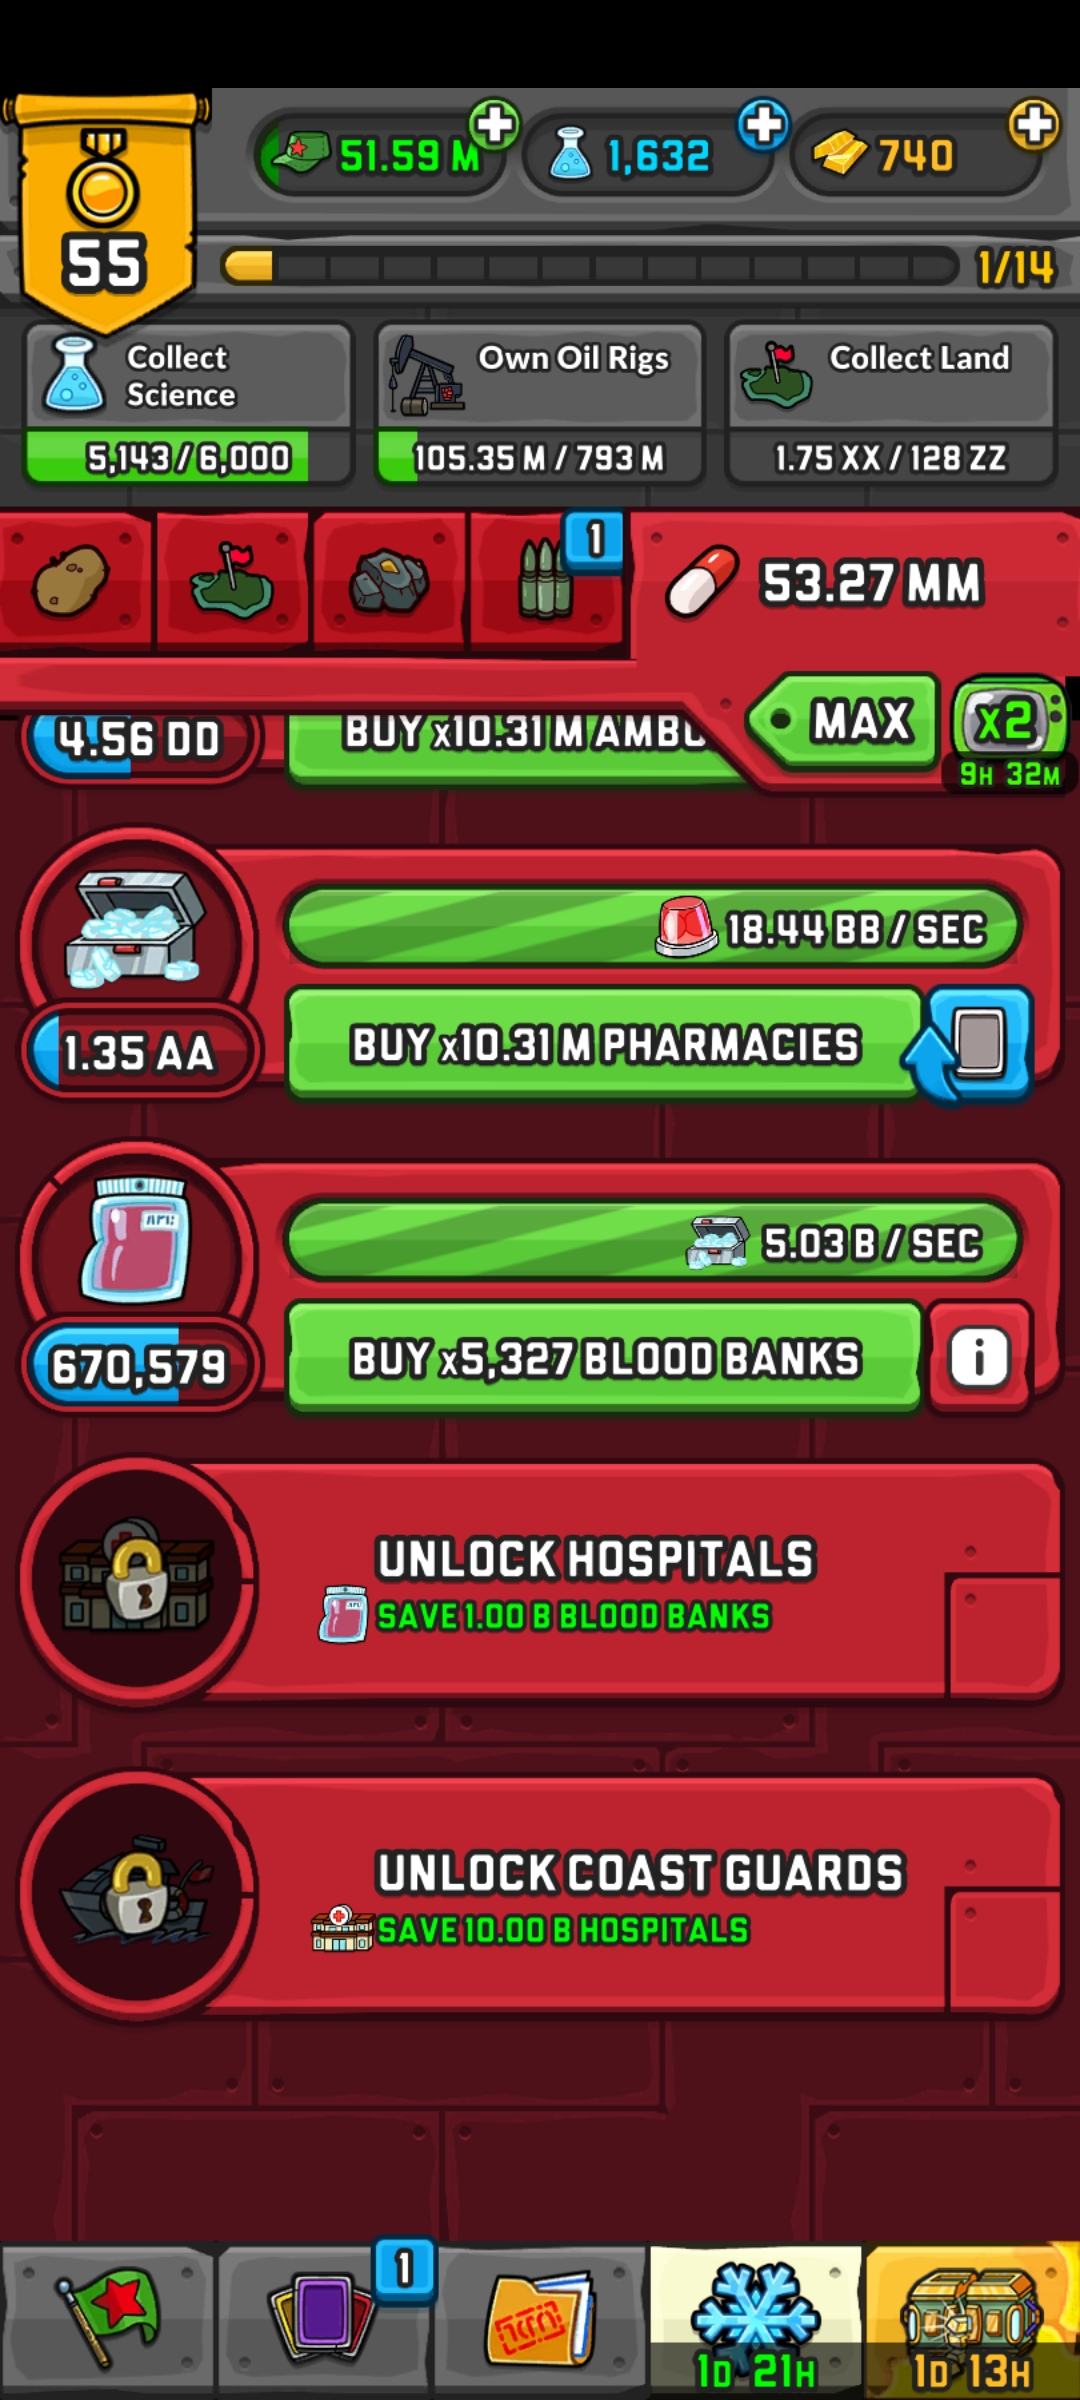 51.59 M
1,632
740
55
1/14
Collect
Science
5,143 / 6,000
Own Oil Rigs
105.35 M / 793 M
Collect Land
1.75 XX / 128 ZZ
1
53.27 MM
MAX
x2
9H 32M
4.56 DD
BUY x10.31 M AMBU
18.44 BB / SEC
1.35 AA
BUY x10.31 M PHARMACIES
5.03 B / SEC
670,579
BUY x5,327 BLOOD BANKS
i
UNLOCK HOSPITALS
SAVE 1.00 B BLOOD BANKS
UNLOCK COAST GUARDS
SAVE 10.00 B HOSPITALS
1
1D 21H
1D 13H